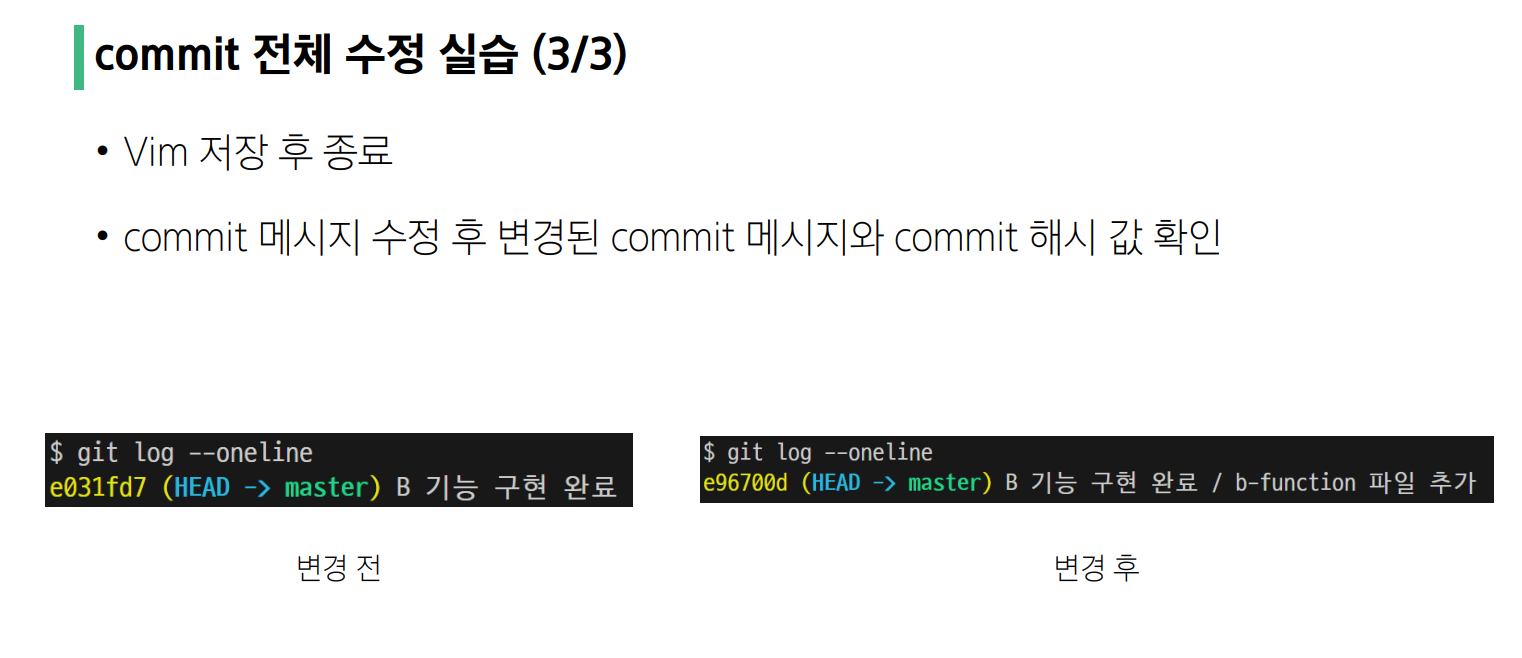 commit 전체 수정 실습 (3/3)
• Vim 저장 후 종료
• commit 메시지 수정 후 변경된 commit 메시지와 commit 해시 값 확인
$ git log --oneline
e031fd7 (HEAD -> master) B 기능 구현 완료
변경 전
$ git log --oneline
e96700d (HEAD -> master) B 기능 구현 완료 / b-function 파일 추가
변경 후